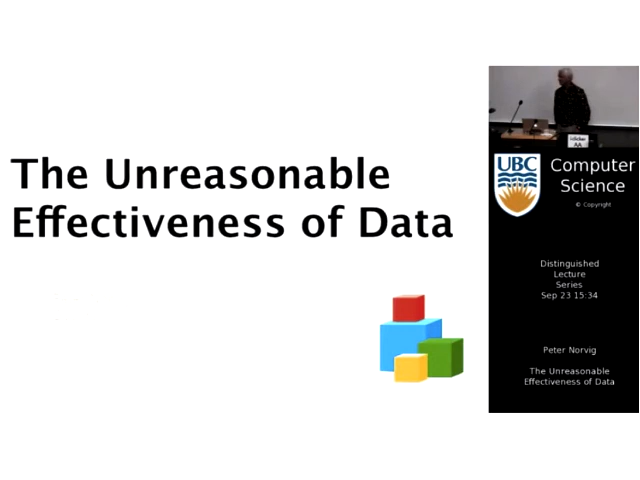 The Unreasonable
Effectiveness of Data
UBC
Computer
Science
© Copyright
Distinguished
Lecture
Series
Sep 23 15:34
Peter Norvig
The Unreasonable
Effectiveness of Data